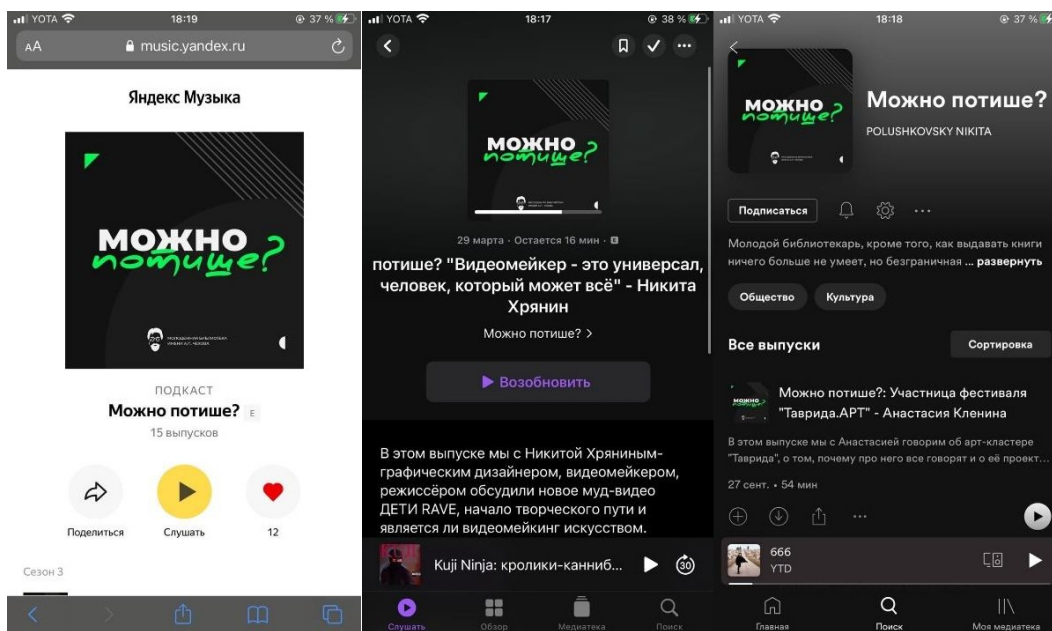 YOTA 18:19 37 %
АА music.yandex.ru
Яндекс Музыка
МОЖНО
потише?
МОЛОДЕЖНАЯ БИБЛИОТЕКА
ИМЕНИ А.П. ЧЕХОВА
ПОДКАСТ
Можно потише? E
15 выпусков
Поделиться
Слушать
12
Сезон 3
YOTA 18:17 38 %
МОЖНО
потише?
29 марта · Остается 16 мин · E
потише? "Видеомейкер - это универсал,
человек, который может всё" - Никита
Хрянин
Можно потише? >
Возобновить
В этом выпуске мы с Никитой Хряниным-
графическим дизайнером, видеомейкером,
режиссёром обсудили новое муд-видео
ДЕТИ RAVE, начало творческого пути и
является ли видеомейкинг искусством.
Kuji Ninja: кролики-канниб...
30
Слушать
Обзор
Медиатека
Поиск
YOTA 18:18 37 %
МОЖНО
потише?
Можно потише?
POLUSHKOVSKY NIKITA
Подписаться
Молодой библиотекарь, кроме того, как выдавать книги
ничего больше не умеет, но безграничная ... развернуть
Общество
Культура
Все выпуски
Сортировка
МОЖНО
потише?
Можно потише?: Участница фестиваля
"Таврида.АРТ" - Анастасия Кленина
В этом выпуске мы с Анастасией говорим об арт-кластере
"Таврида", о том, почему про него все говорят и о её проект...
27 сент. • 54 мин
666
YTD
Главная
Поиск
Моя медиатека